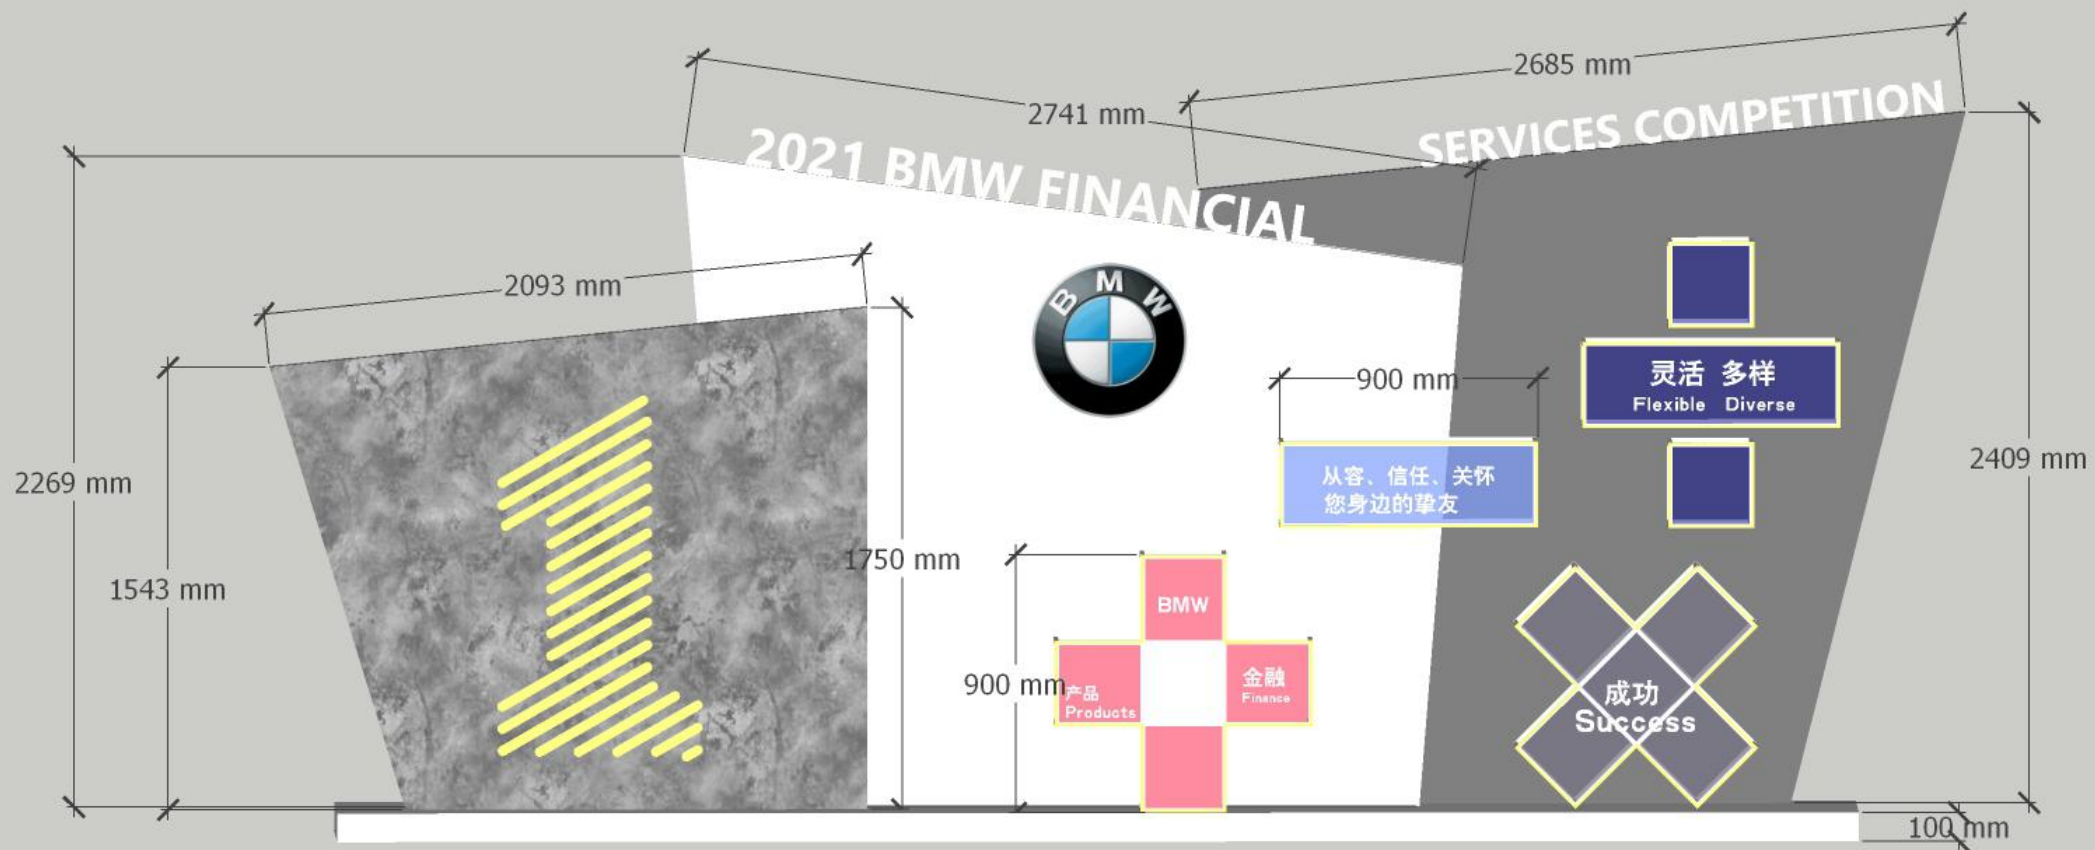 2685 mm
2741 mm
SERVICES COMPETITION
2021 BMW FINANCIAL
2093 mm
BMW
900 mm
灵活 多样
Flexible Diverse
2269 mm
2409 mm
从容、信任、关怀
您身边的挚友
1750 mm
1543 mm
BMW
900 mm
产品
Products
金融
Finance
成功
Success
100 mm